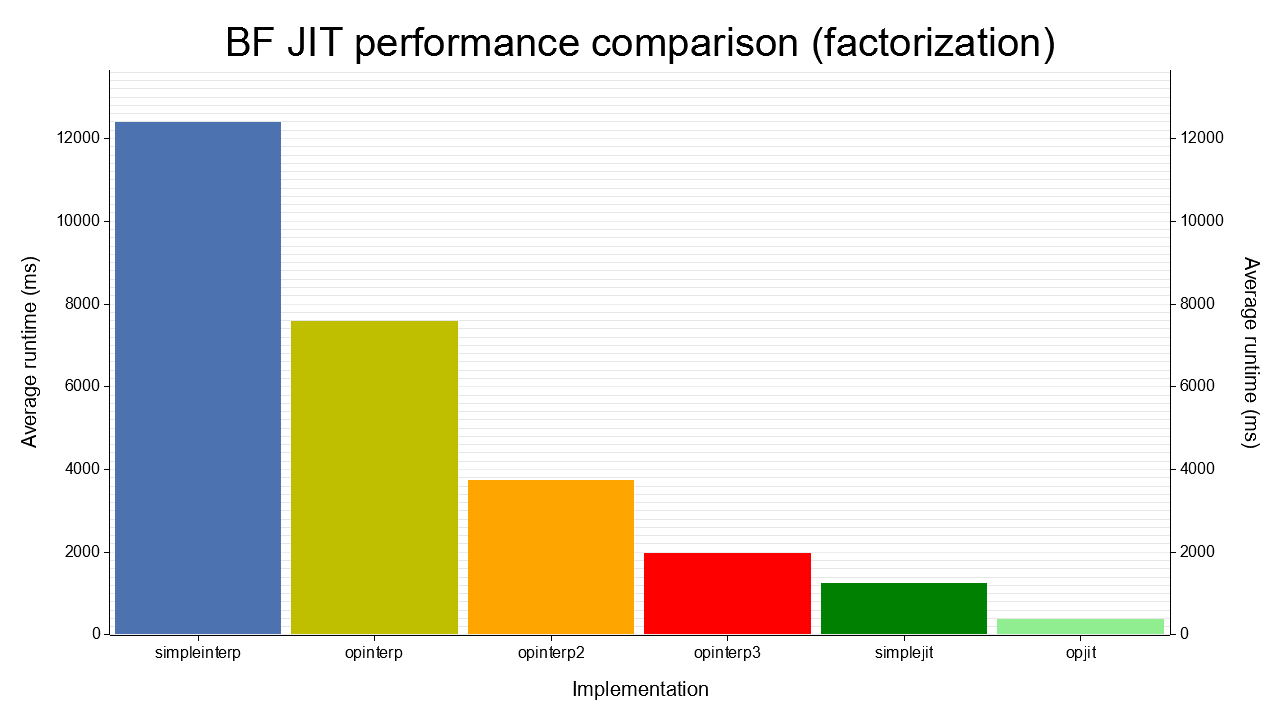 BF JIT performance comparison (factorization)
Average runtime (ms)
12000
10000
8000
6000
4000
2000
0
12000
10000
8000
6000
4000
2000
0
Average runtime (ms)
simpleinterp opinterp opinterp2 opinterp3 simplejit opjit
Implementation